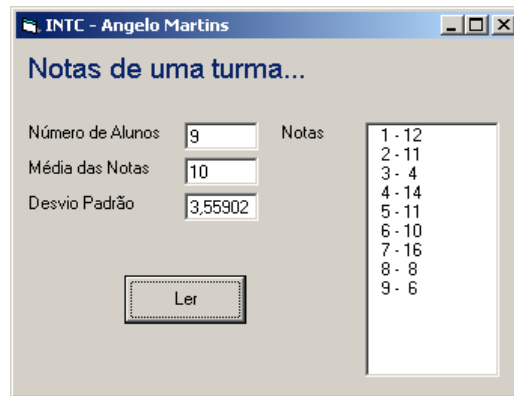 INTC - Angelo Martins
Notas de uma turma...
Número de Alunos 9 Notas
Média das Notas 10
Desvio Padrão 3,55902
1 - 12
2 - 11
3 - 4
4 - 14
5 - 11
6 - 10
7 - 16
8 - 8
9 - 6
Ler